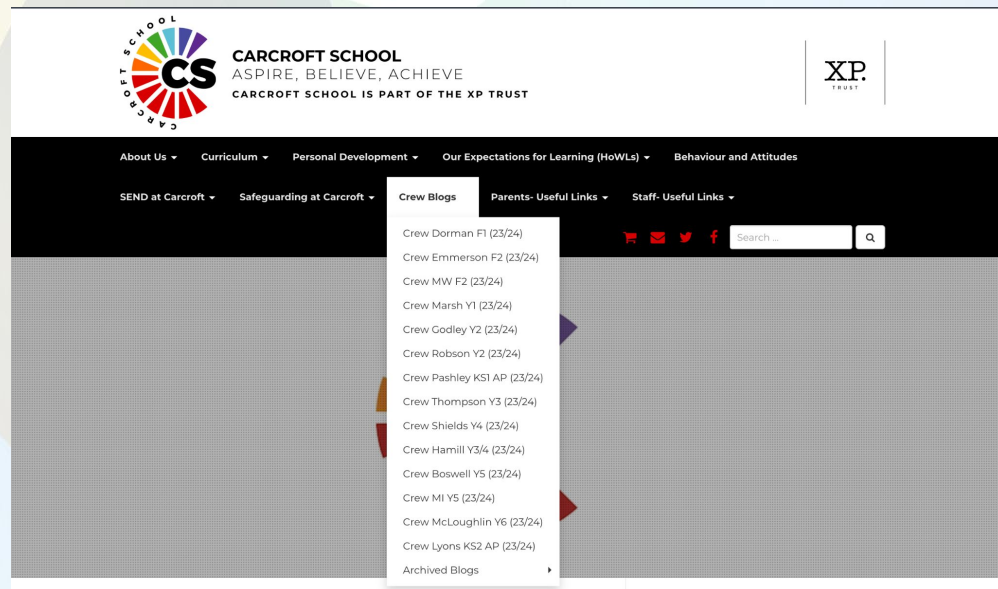 CARCROFT SCHOOL
CS
CARCROFT SCHOOL
ASPIRE, BELIEVE, ACHIEVE
CARCROFT SCHOOL IS PART OF THE XP TRUST
XP.
TRUST
About Us Curriculum Personal Development Our Expectations for Learning (HoWLs) Behaviour and Attitudes
SEND at Carcroft Safeguarding at Carcroft Crew Blogs Parents- Useful Links Staff- Useful Links
Search ...
Crew Dorman F1 (23/24)
Crew Emmerson F2 (23/24)
Crew MW F2 (23/24)
Crew Marsh Y1 (23/24)
Crew Godley Y2 (23/24)
Crew Robson Y2 (23/24)
Crew Pashley KS1 AP (23/24)
Crew Thompson Y3 (23/24)
Crew Shields Y4 (23/24)
Crew Hamill Y3/4 (23/24)
Crew Boswell Y5 (23/24)
Crew MI Y5 (23/24)
Crew McLoughlin Y6 (23/24)
Crew Lyons KS2 AP (23/24)
Archived Blogs